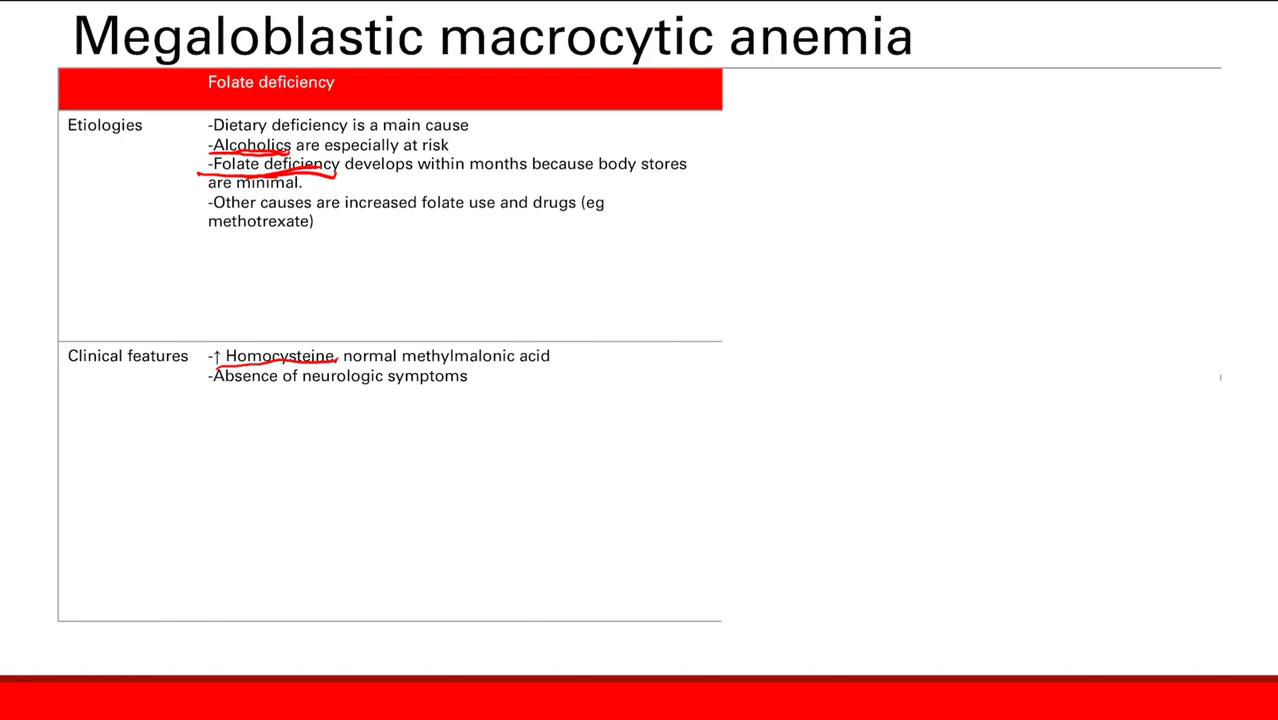 Megaloblastic macrocytic anemia
Folate deficiency
Etiologies
-Dietary deficiency is a main cause
-Alcoholics are especially at risk
-Folate deficiency develops within months because body stores
are minimal.
-Other causes are increased folate use and drugs (eg
methotrexate)
Clinical features
-↑ Homocysteine, normal methylmalonic acid
-Absence of neurologic symptoms